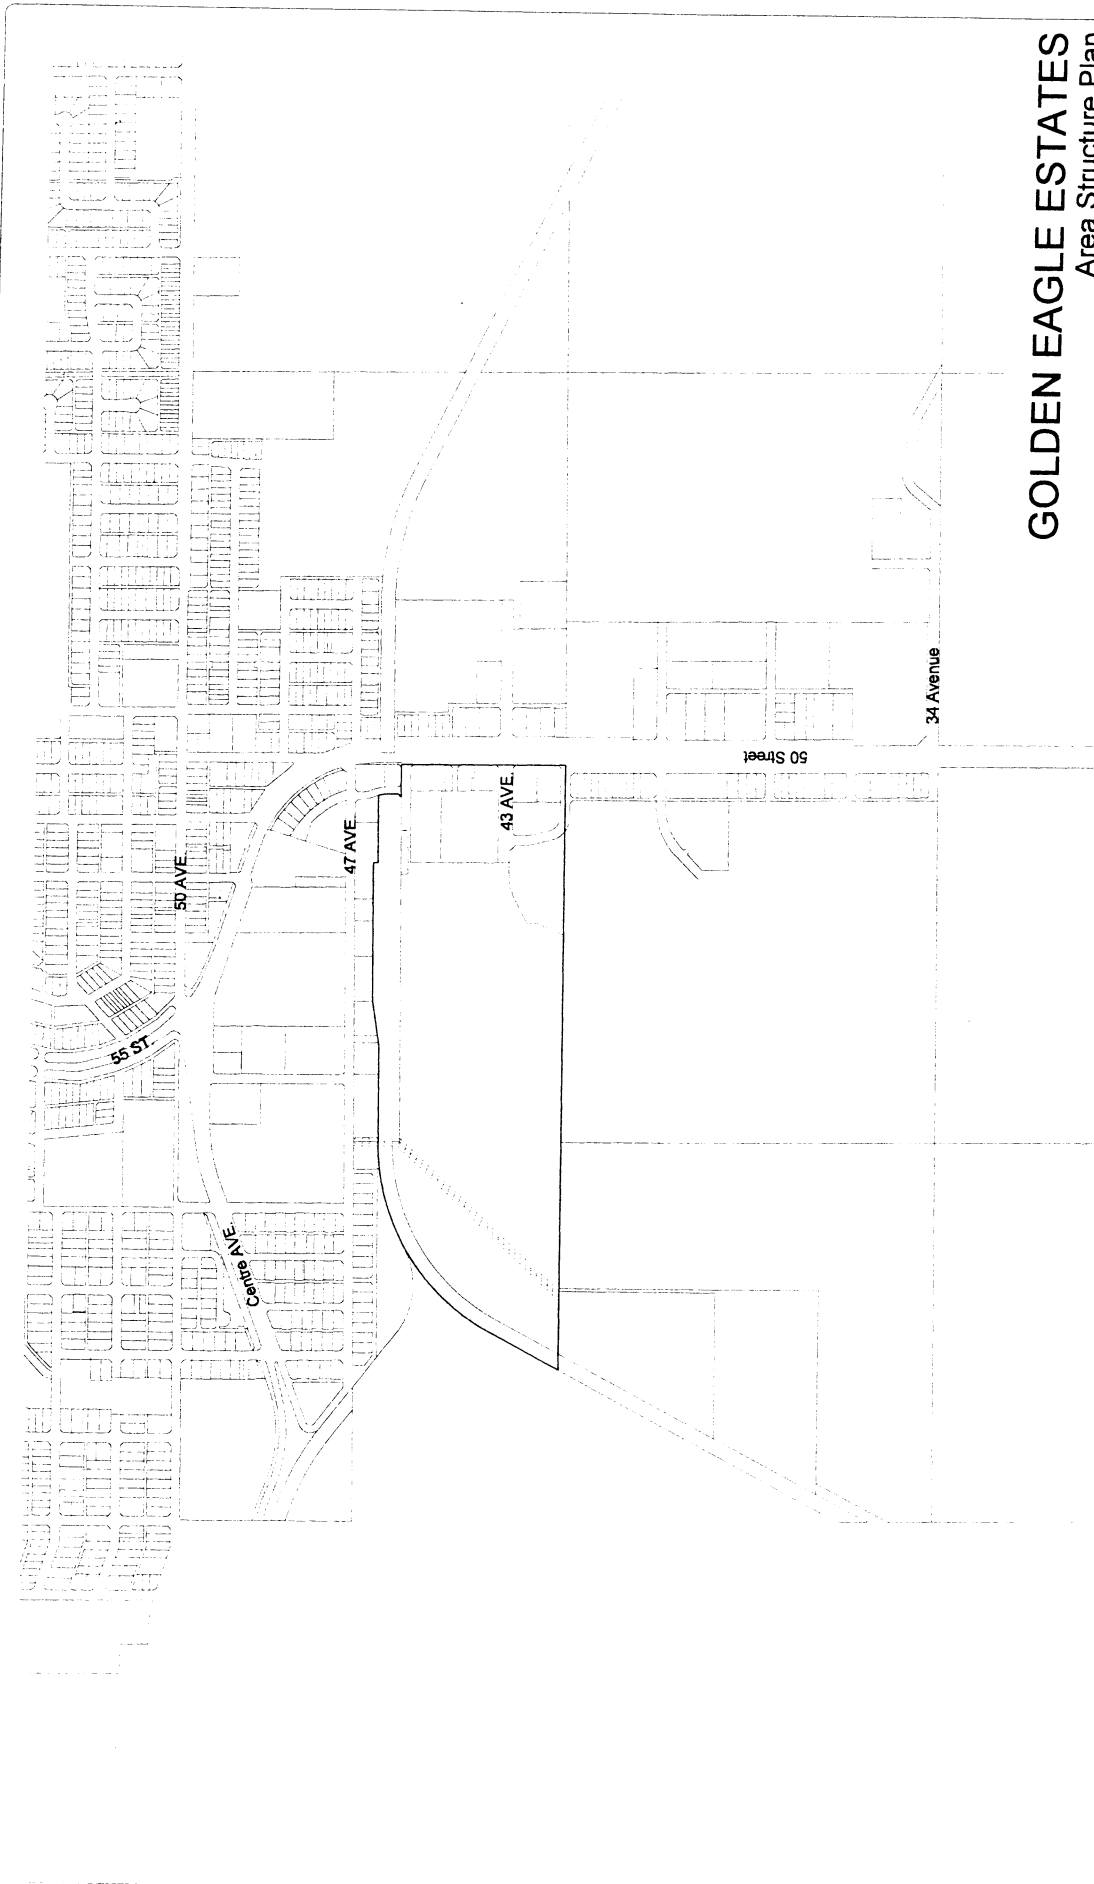 GOLDEN EAGLE ESTATES
Area Structure Plan
50 AVE.
47 AVE.
43 AVE.
55 ST.
Centre AVE.
50 Street
34 Avenue